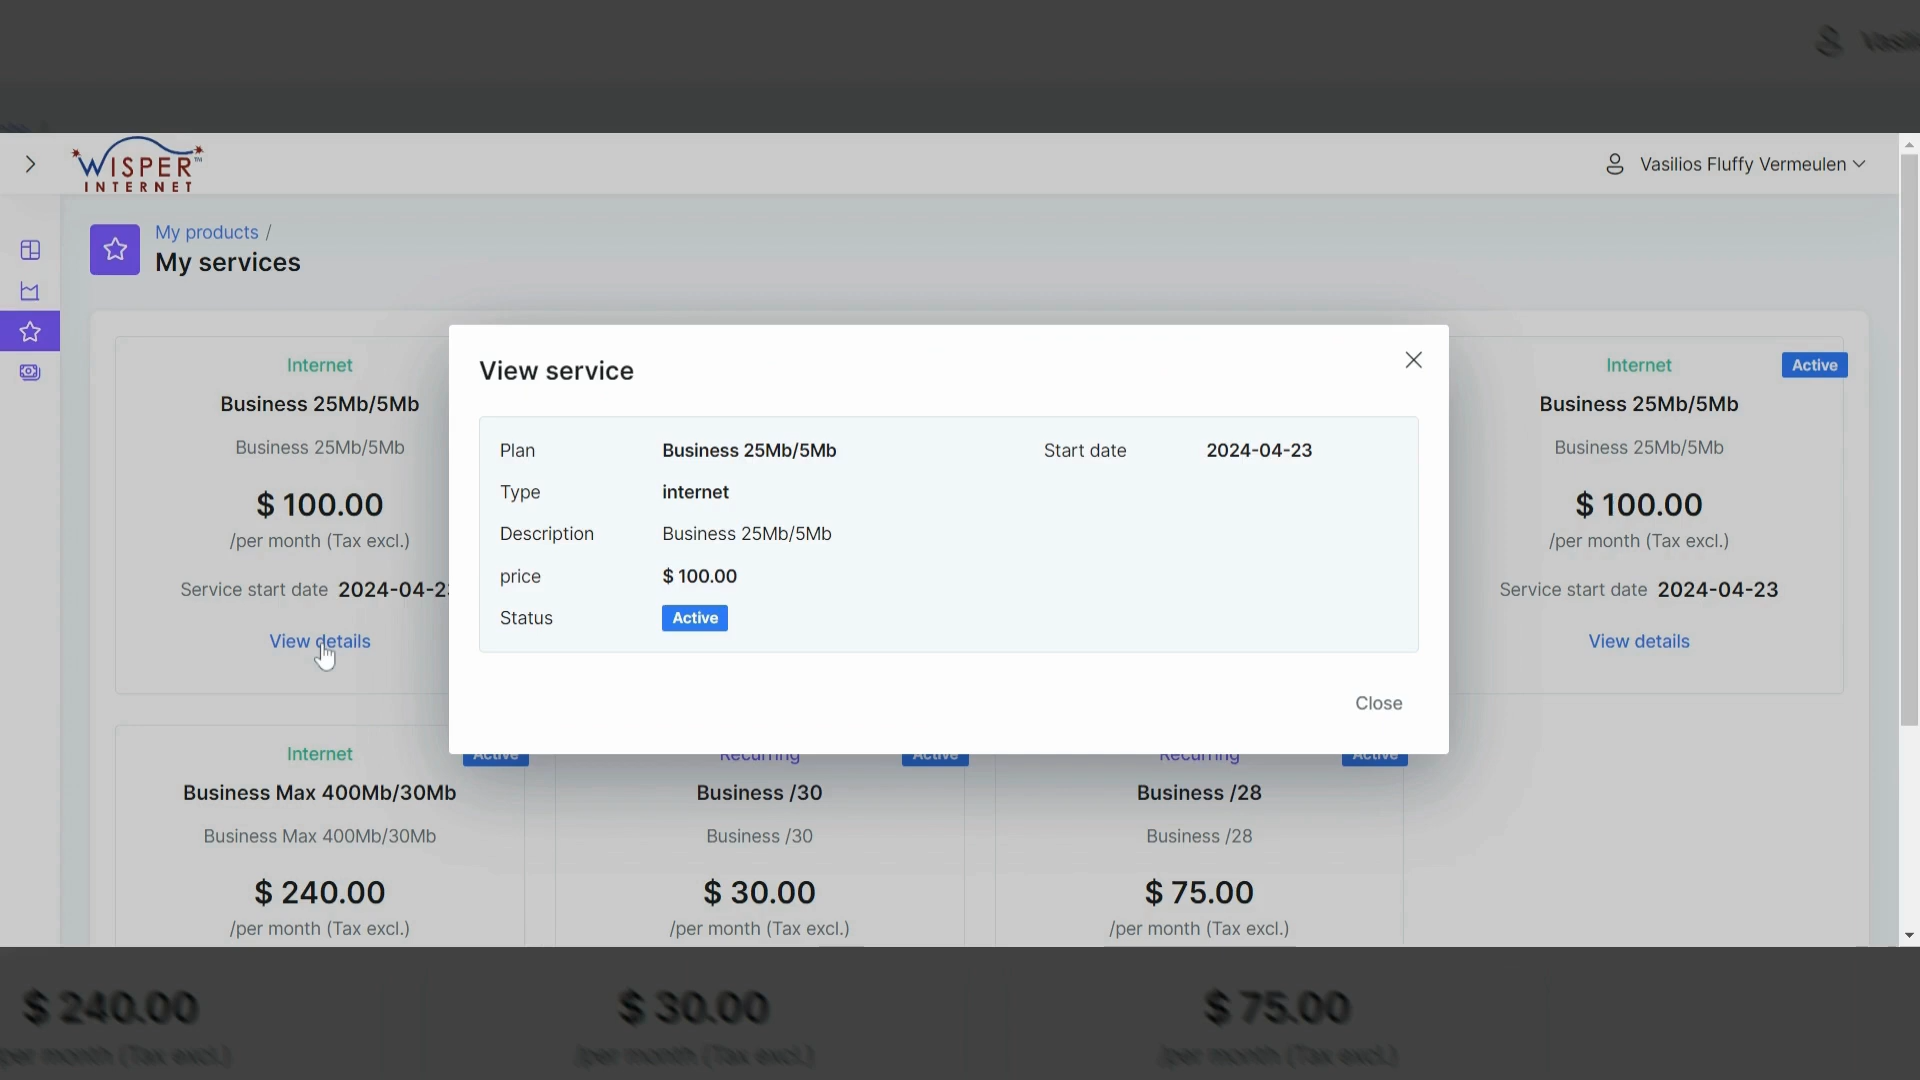 WISPER™
INTERNET
Vasilios Fluffy Vermeulen
My products /
My services
Internet
Business 25Mb/5Mb
Business 25Mb/5Mb
$ 100.00
/per month (Tax excl.)
Service start date 2024-04-23
View details
View service
Plan Business 25Mb/5Mb Start date 2024-04-23
Type internet
Description Business 25Mb/5Mb
price $ 100.00
Status Active
Close
Internet Active
Business 25Mb/5Mb
Business 25Mb/5Mb
$ 100.00
/per month (Tax excl.)
Service start date 2024-04-23
View details
Internet Active
Business Max 400Mb/30Mb
Business Max 400Mb/30Mb
$ 240.00
/per month (Tax excl.)
Recurring Active
Business /30
Business /30
$ 30.00
/per month (Tax excl.)
Recurring Active
Business /28
Business /28
$ 75.00
/per month (Tax excl.)
$ 240.00 $ 30.00 $ 75.00
per month (Tax excl.) /per month (Tax excl.) /per month (Tax excl.)